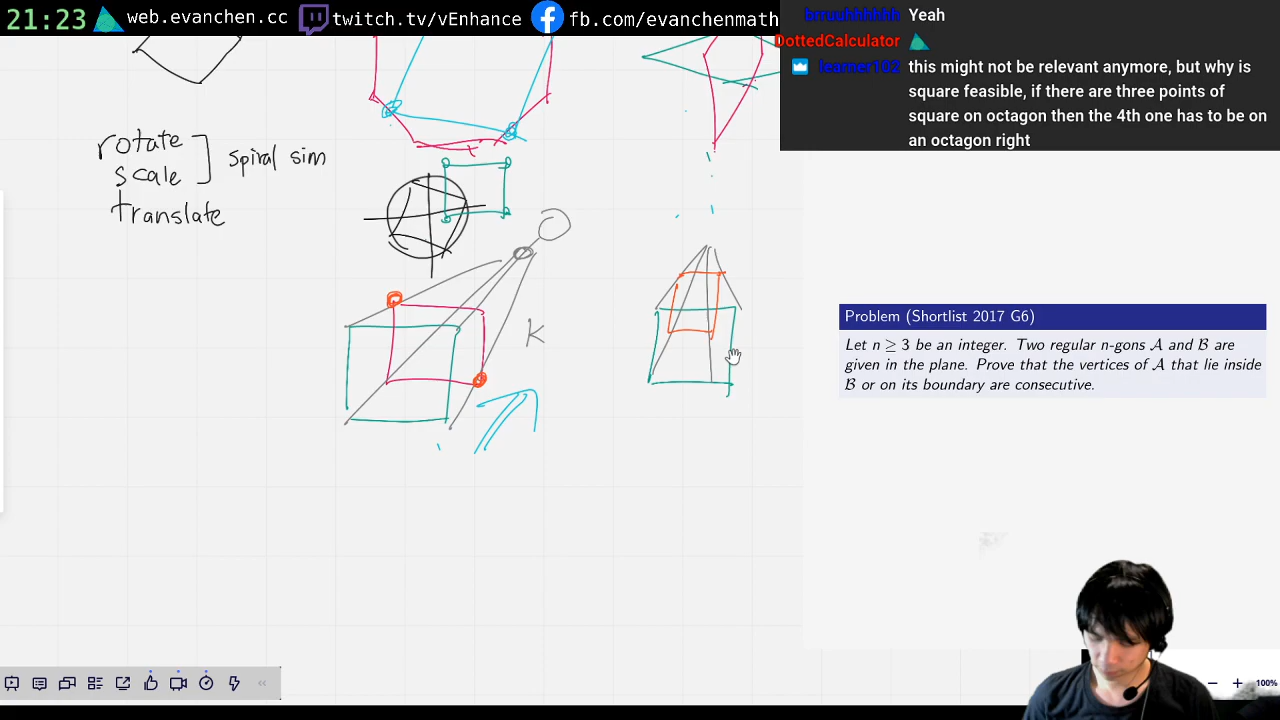 21:23 web.evanchen.cc twitch.tv/vEnhance fb.com/evanchenmath
brruuhhhhhh Yeah
DottedCalculator
learner102 this might not be relevant anymore, but why is
square feasible, if there are three points of
square on octagon then the 4th one has to be on
an octagon right
rotate
scale
spiral sim
translate
K
Problem (Shortlist 2017 G6)
Let n ≥ 3 be an integer. Two regular n-gons 𝒜 and ℬ are
given in the plane. Prove that the vertices of 𝒜 that lie inside
ℬ or on its boundary are consecutive.
100%